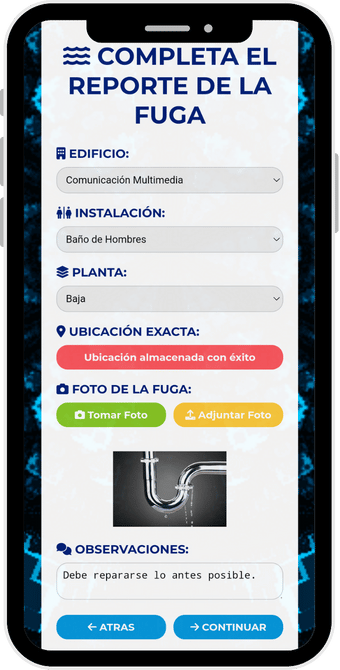 COMPLETA EL
REPORTE DE LA
FUGA
EDIFICIO:
Comunicación Multimedia
INSTALACIÓN:
Baño de Hombres
PLANTA:
Baja
UBICACIÓN EXACTA:
Ubicación almacenada con éxito
FOTO DE LA FUGA:
Tomar Foto
Adjuntar Foto
OBSERVACIONES:
Debe repararse lo antes posible.
ATRAS
CONTINUAR